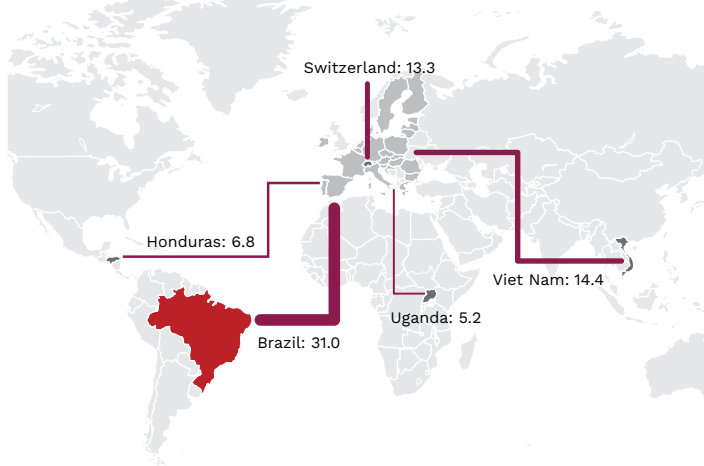 Switzerland: 13.3
Honduras: 6.8
Viet Nam: 14.4
Uganda: 5.2
Brazil: 31.0